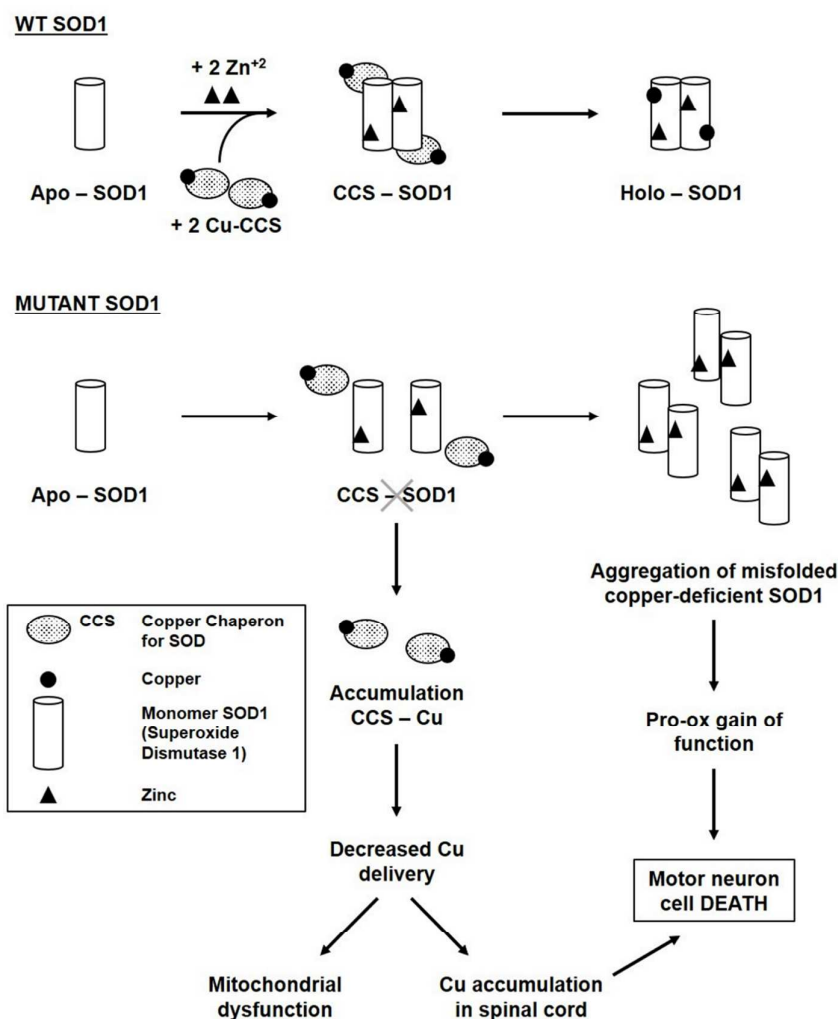 WT SOD1
+ 2 Zn+2
Apo – SOD1
+ 2 Cu-CCS
CCS – SOD1
Holo – SOD1
MUTANT SOD1
Apo – SOD1
CCS – SOD1
Aggregation of misfolded
copper-deficient SOD1
CCS
Copper Chaperon
for SOD
Copper
Monomer SOD1
(Superoxide
Dismutase 1)
Zinc
Accumulation
CCS – Cu
Pro-ox gain of
function
Decreased Cu
delivery
Motor neuron
cell DEATH
Mitochondrial
dysfunction
Cu accumulation
in spinal cord